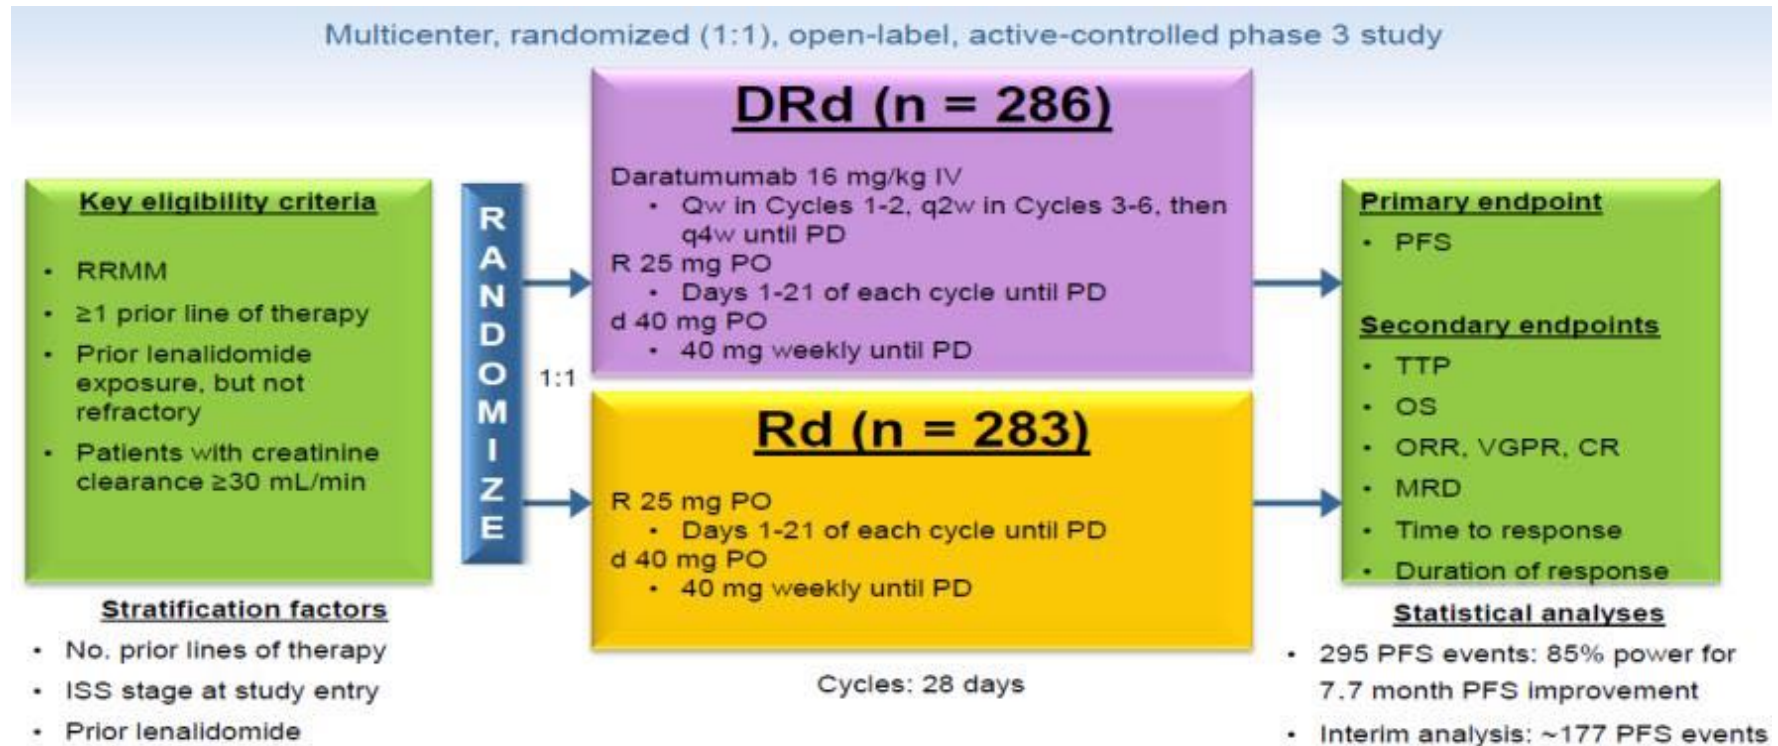 Multicenter, randomized (1:1), open-label, active-controlled phase 3 study
Key eligibility criteria
• RRMM
• ≥1 prior line of therapy
• Prior lenalidomide
exposure, but not
refractory
• Patients with creatinine
clearance ≥30 mL/min
Stratification factors
• No. prior lines of therapy
• ISS stage at study entry
• Prior lenalidomide
RANDOMIZE
1:1
DRd (n = 286)
Daratumumab 16 mg/kg IV
• Qw in Cycles 1-2, q2w in Cycles 3-6, then
q4w until PD
R 25 mg PO
• Days 1-21 of each cycle until PD
d 40 mg PO
• 40 mg weekly until PD
Rd (n = 283)
R 25 mg PO
• Days 1-21 of each cycle until PD
d 40 mg PO
• 40 mg weekly until PD
Cycles: 28 days
Primary endpoint
• PFS
Secondary endpoints
• TTP
• OS
• ORR, VGPR, CR
• MRD
• Time to response
• Duration of response
Statistical analyses
• 295 PFS events: 85% power for
7.7 month PFS improvement
• Interim analysis: ~177 PFS events